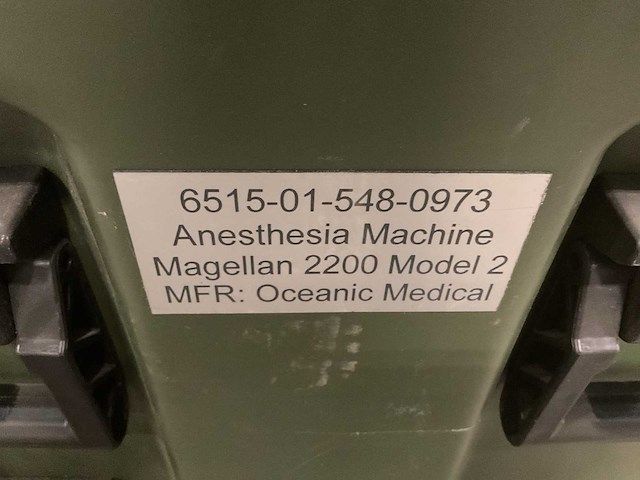 6515-01-548-0973
Anesthesia Machine
Magellan 2200 Model 2
MFR: Oceanic Medical